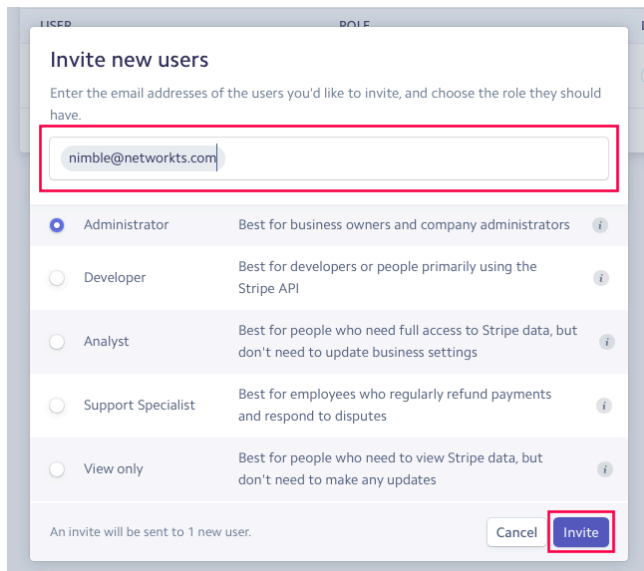 USER ROLE
Invite new users
Enter the email addresses of the users you'd like to invite, and choose the role they should
have.
nimble@networkts.com
Administrator Best for business owners and company administrators i
Developer Best for developers or people primarily using the
Stripe API i
Analyst Best for people who need full access to Stripe data, but
don't need to update business settings i
Support Specialist Best for employees who regularly refund payments
and respond to disputes i
View only Best for people who need to view Stripe data, but
don't need to make any updates i
An invite will be sent to 1 new user. Cancel Invite